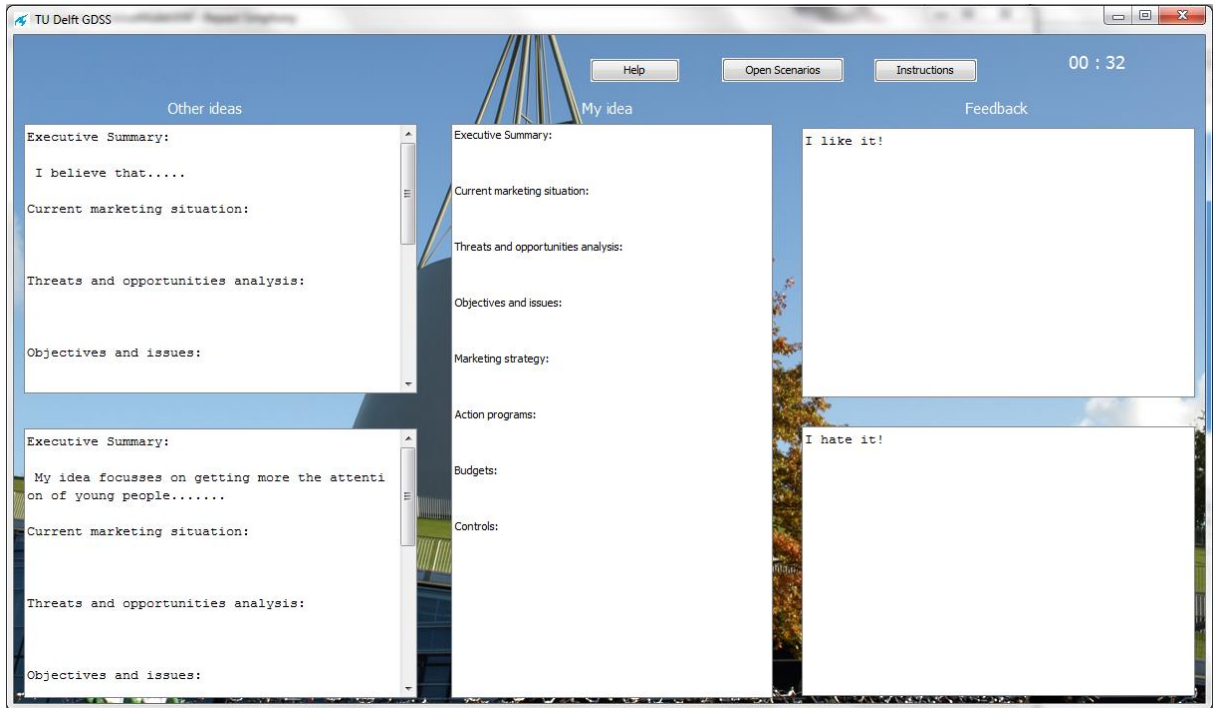 TU Delft GDSS
Help
Open Scenarios
Instructions
00 : 32
Other ideas
My idea
Feedback
Executive Summary:
I believe that.....
Current marketing situation:
Threats and opportunities analysis:
Objectives and issues:
Executive Summary:
My idea focusses on getting more the attenti
on of young people.......
Current marketing situation:
Threats and opportunities analysis:
Objectives and issues:
Executive Summary:
Current marketing situation:
Threats and opportunities analysis:
Objectives and issues:
Marketing strategy:
Action programs:
Budgets:
Controls:
I like it!
I hate it!